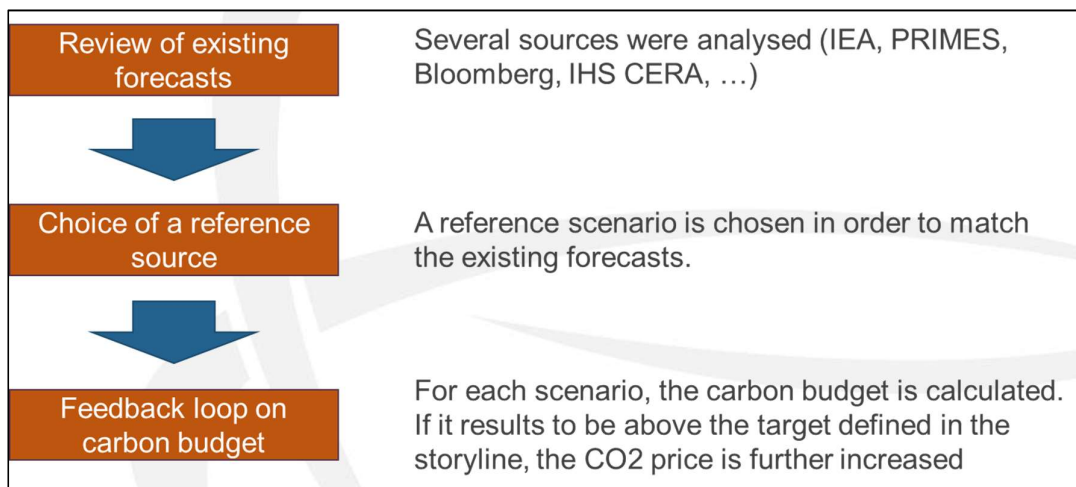 Review of existing
forecasts
Several sources were analysed (IEA, PRIMES,
Bloomberg, IHS CERA, …)
Choice of a reference
source
A reference scenario is chosen in order to match
the existing forecasts.
Feedback loop on
carbon budget
For each scenario, the carbon budget is calculated.
If it results to be above the target defined in the
storyline, the CO2 price is further increased